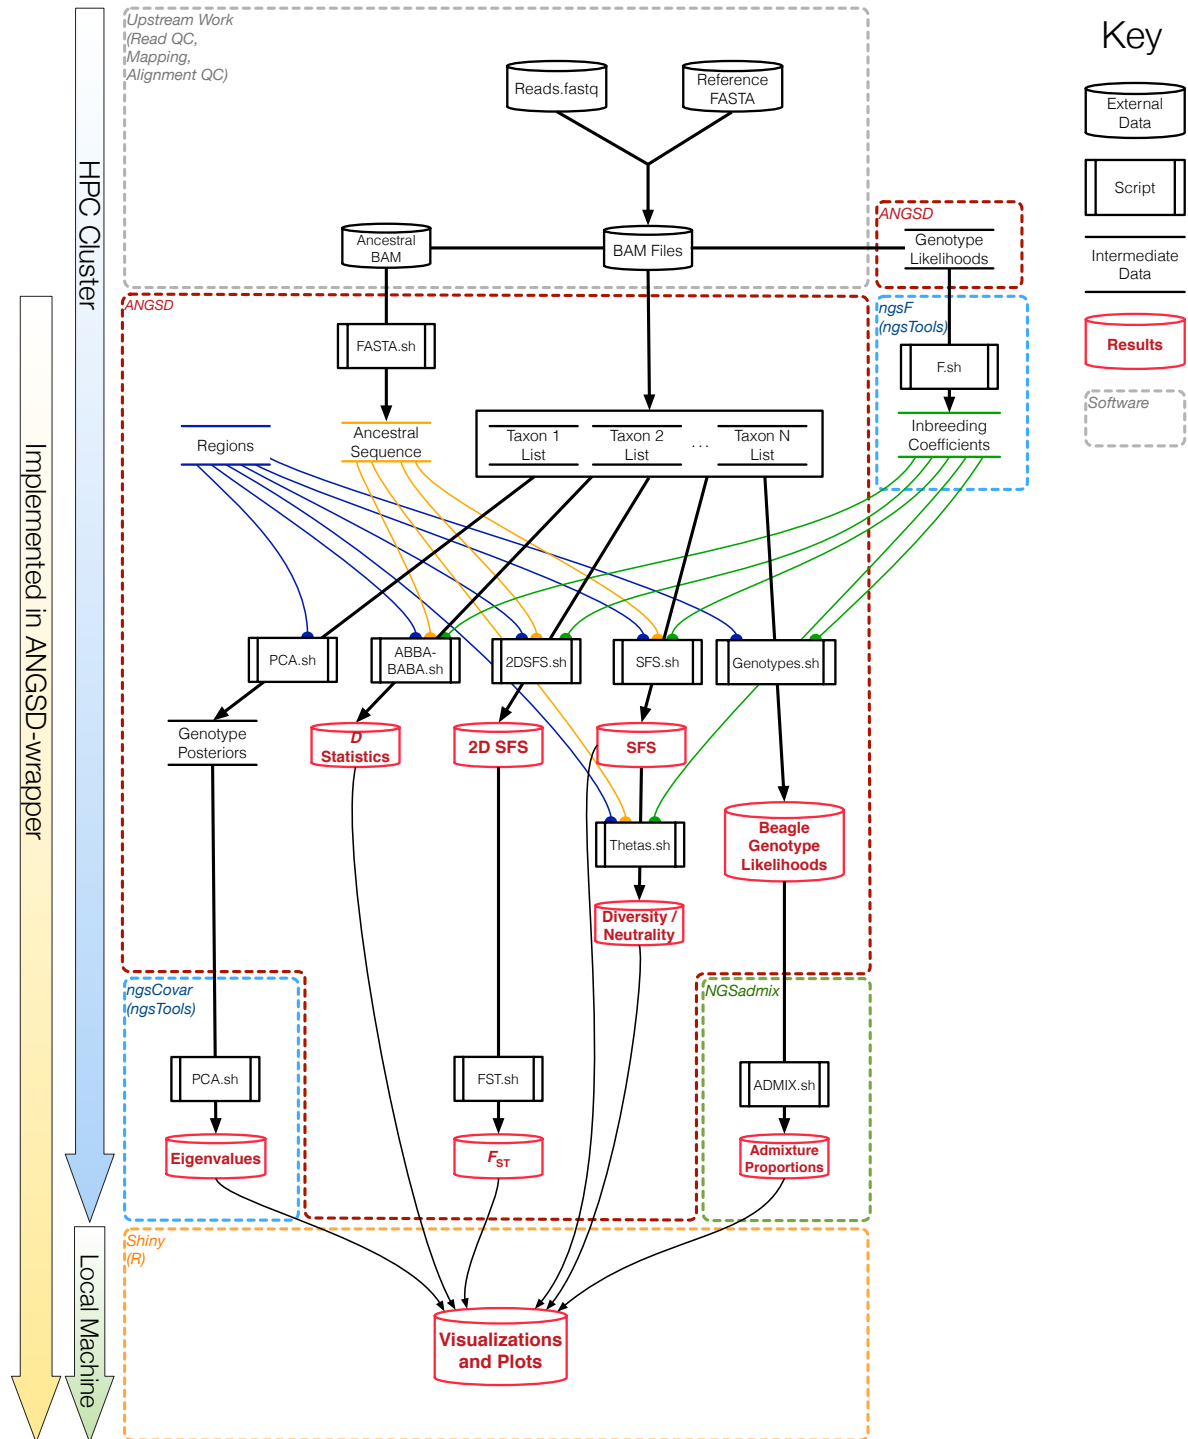 Upstream Work
(Read QC,
Mapping,
Alignment QC)
Key
Reads.fastq
Reference
FASTA
External
Data
Script
HPC Cluster
Ancestral
BAM
BAM Files
ANGSD
Genotype
Likelihoods
Intermediate
Data
ANGSD
ngsF
(ngsTools)
FASTA.sh
F.sh
Results
Software
Regions
Ancestral
Sequence
Taxon 1
List
Taxon 2
List
...
Taxon N
List
Inbreeding
Coefficients
Implemented in ANGSD-wrapper
PCA.sh
ABBA-
BABA.sh
2DSFS.sh
SFS.sh
Genotypes.sh
Genotype
Posteriors
D
Statistics
2D SFS
SFS
Thetas.sh
Beagle
Genotype
Likelihoods
Diversity /
Neutrality
ngsCovar
(ngsTools)
NGSadmix
PCA.sh
FST.sh
ADMIX.sh
Eigenvalues
FST
Admixture
Proportions
Shiny
(R)
Local Machine
Visualizations
and Plots